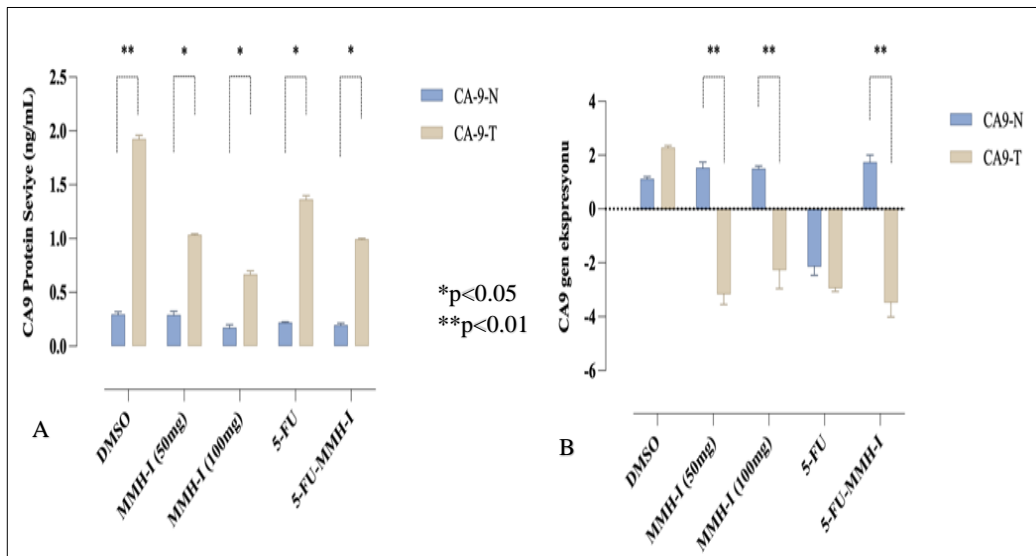 ** * * * *
2.5
2.0
1.5
1.0
0.5
0.0
CA9 Protein Seviye (ng/mL)
CA-9-N
CA-9-T
DMSO
MMH-I (50mg)
MMH-I (100mg)
5-FU
5-FU-MMH-I
A
*p<0.05
**p<0.01
** ** **
4
2
0
-2
-4
-6
CA9 gen ekspresyonu
CA9-N
CA9-T
DMSO
MMH-I (50mg)
MMH-I (100mg)
5-FU
5-FU-MMH-I
B